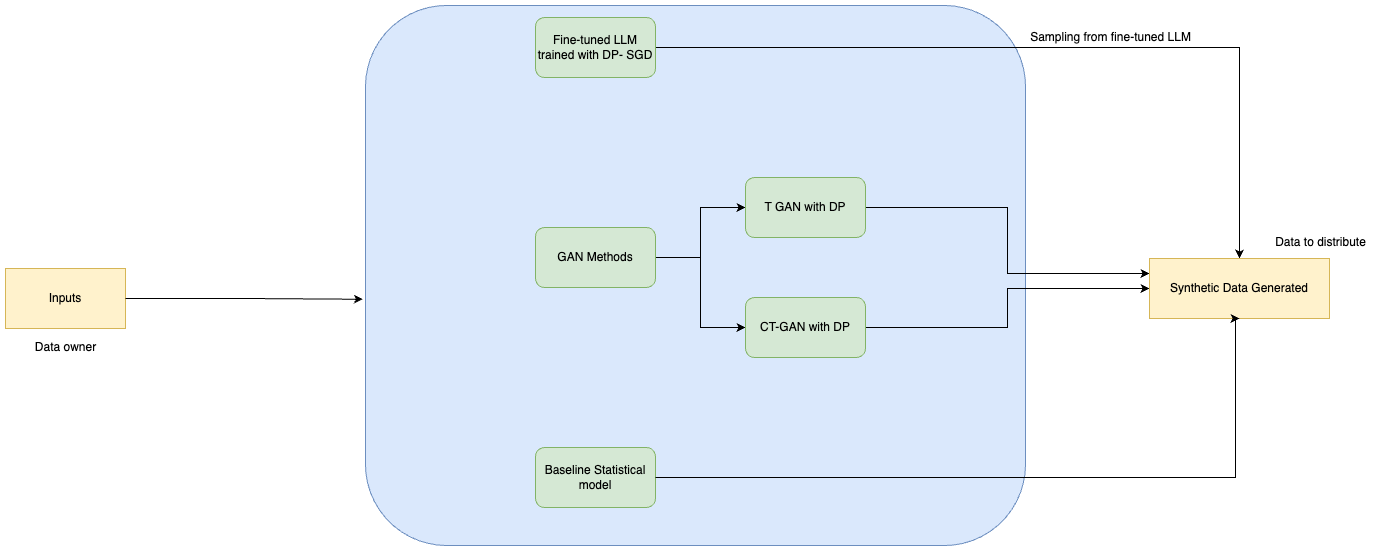 Fine-tuned LLM
trained with DP- SGD
Sampling from fine-tuned LLM
T GAN with DP
GAN Methods
CT-GAN with DP
Baseline Statistical
model
Inputs
Data owner
Data to distribute
Synthetic Data Generated